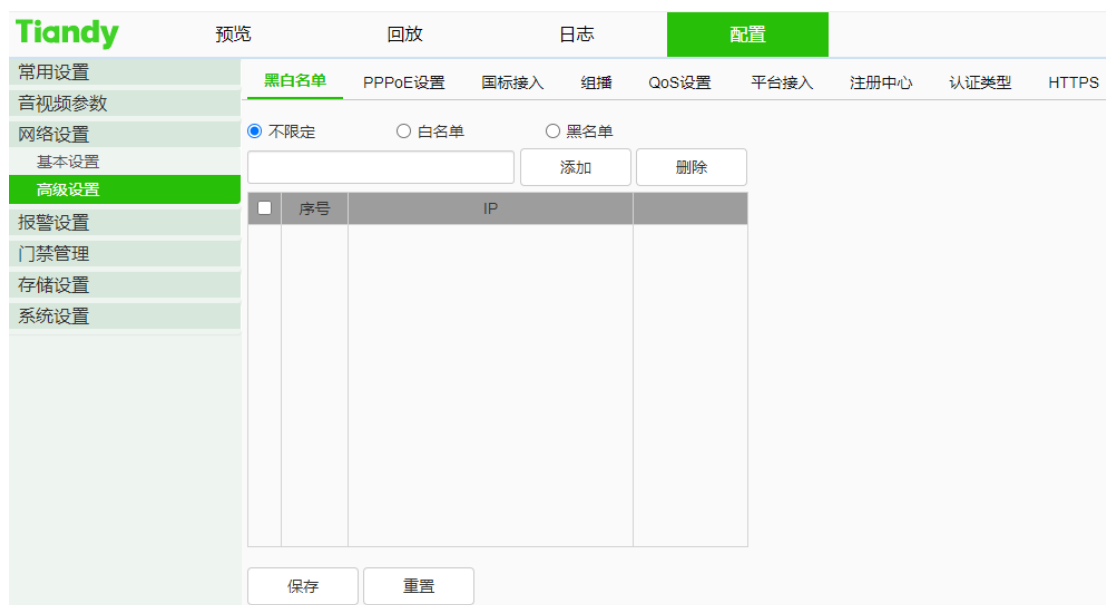 Tiandy 预览 回放 日志 配置
常用设置
音视频参数
网络设置
基本设置
高级设置
报警设置
门禁管理
存储设置
系统设置
黑白名单 PPPoE设置 国标接入 组播 QoS设置 平台接入 注册中心 认证类型 HTTPS
不限定 白名单 黑名单
添加 删除
序号 IP
保存 重置